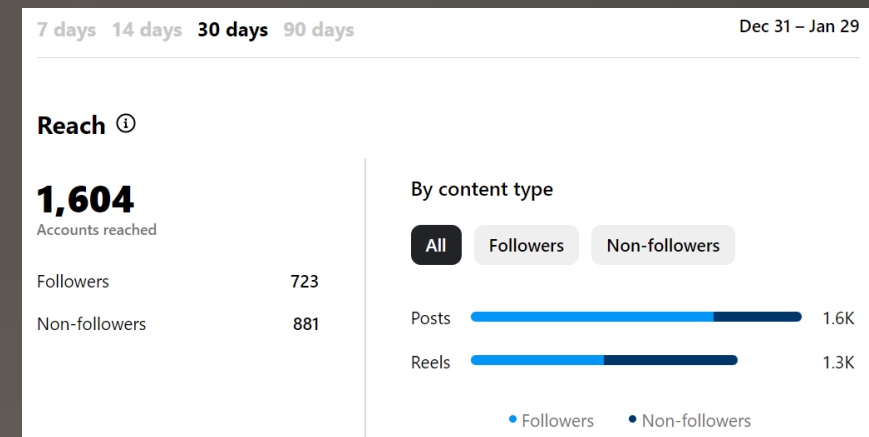 7 days 14 days 30 days 90 days Dec 31 – Jan 29
Reach
1,604
Accounts reached
Followers 723
Non-followers 881
By content type
All Followers Non-followers
Posts 1.6K
Reels 1.3K
Followers Non-followers